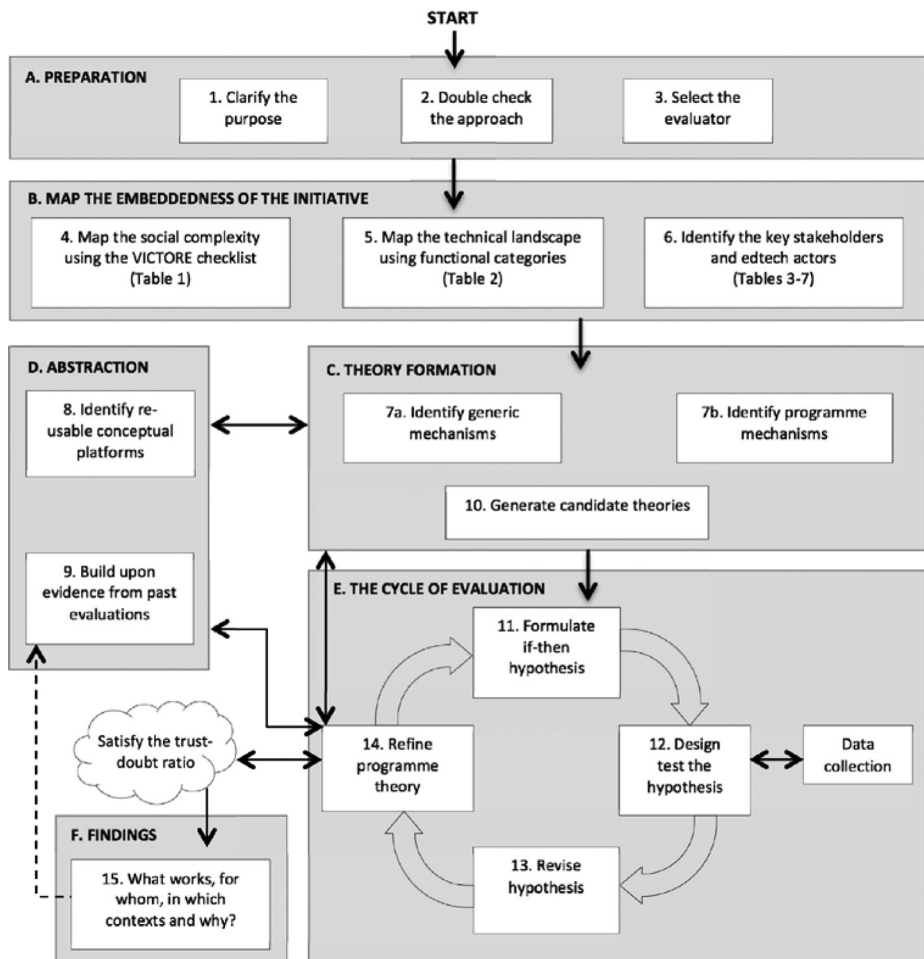 START
A. PREPARATION
1. Clarify the
purpose
2. Double check
the approach
3. Select the
evaluator
B. MAP THE EMBEDDEDNESS OF THE INITIATIVE
4. Map the social complexity
using the VICTORE checklist
(Table 1)
5. Map the technical landscape
using functional categories
(Table 2)
6. Identify the key stakeholders
and edtech actors
(Tables 3-7)
D. ABSTRACTION
8. Identify re-
usable conceptual
platforms
9. Build upon
evidence from past
evaluations
C. THEORY FORMATION
7a. Identify generic
mechanisms
7b. Identify programme
mechanisms
10. Generate candidate theories
E. THE CYCLE OF EVALUATION
11. Formulate
if-then
hypothesis
12. Design
test the
hypothesis
Data
collection
13. Revise
hypothesis
14. Refine
programme
theory
Satisfy the trust-
doubt ratio
F. FINDINGS
15. What works, for
whom, in which
contexts and why?